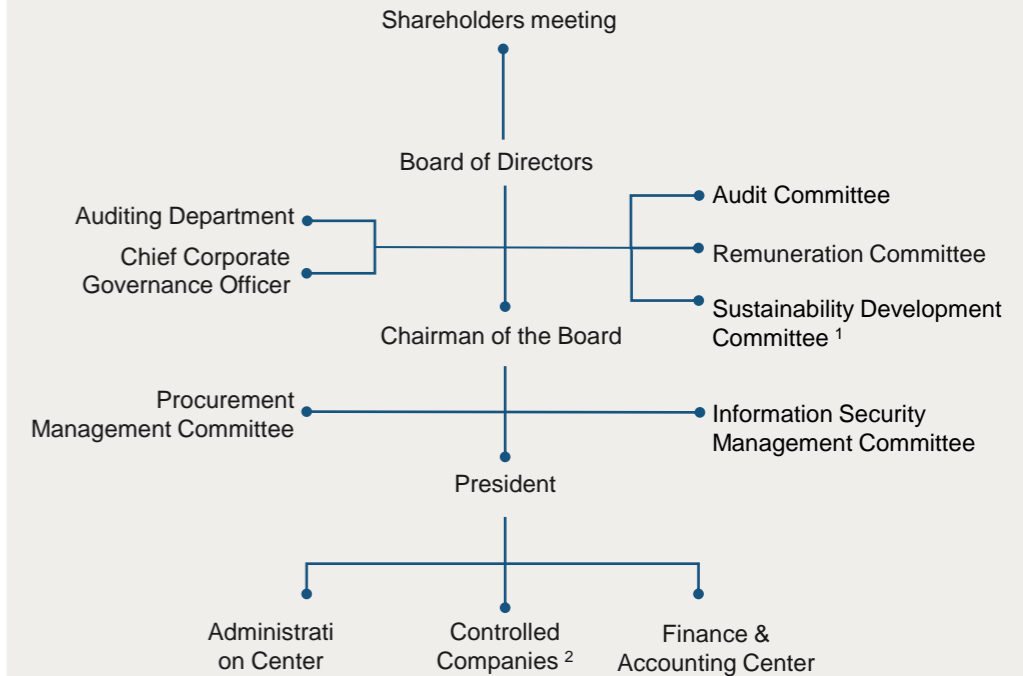 Shareholders meeting
Board of Directors
Auditing Department
Chief Corporate
Governance Officer
Audit Committee
Remuneration Committee
Sustainability Development
Committee 1
Chairman of the Board
Procurement
Management Committee
Information Security
Management Committee
President
Administrati
on Center
Controlled
Companies 2
Finance &
Accounting Center